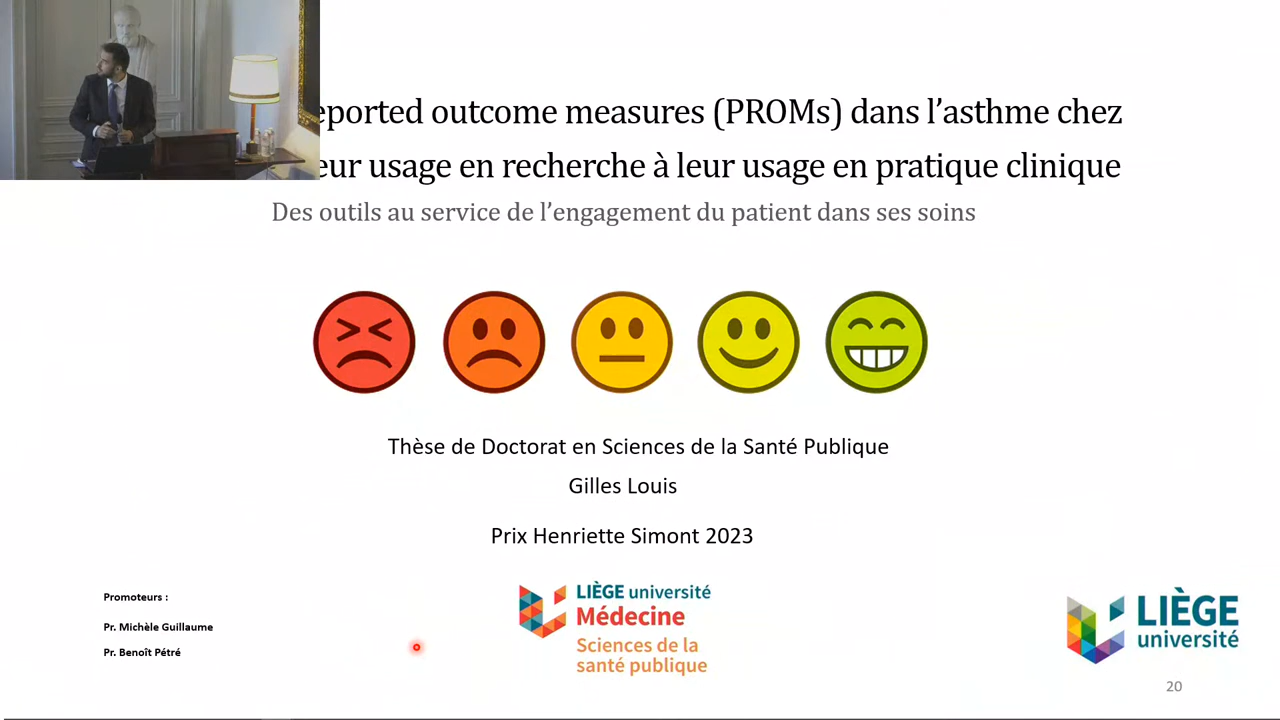 eported outcome measures (PROMs) dans l’asthme chez
eur usage en recherche à leur usage en pratique clinique
Des outils au service de l’engagement du patient dans ses soins
Thèse de Doctorat en Sciences de la Santé Publique
Gilles Louis
Prix Henriette Simont 2023
Promoteurs :
Pr. Michèle Guillaume
Pr. Benoît Pétré
LIÈGE université
Médecine
Sciences de la
santé publique
LIÈGE
université
20